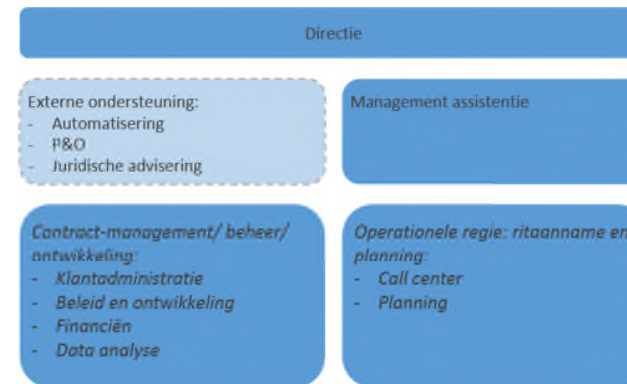 Directie
Externe ondersteuning:
- Automatisering
- P&O
- Juridische advisering
Management assistentie
Contract-management/ beheer/
ontwikkeling:
- Klantadministratie
- Beleid en ontwikkeling
- Financiën
- Data analyse
Operationele regie: ritaanname en
planning:
- Call center
- Planning